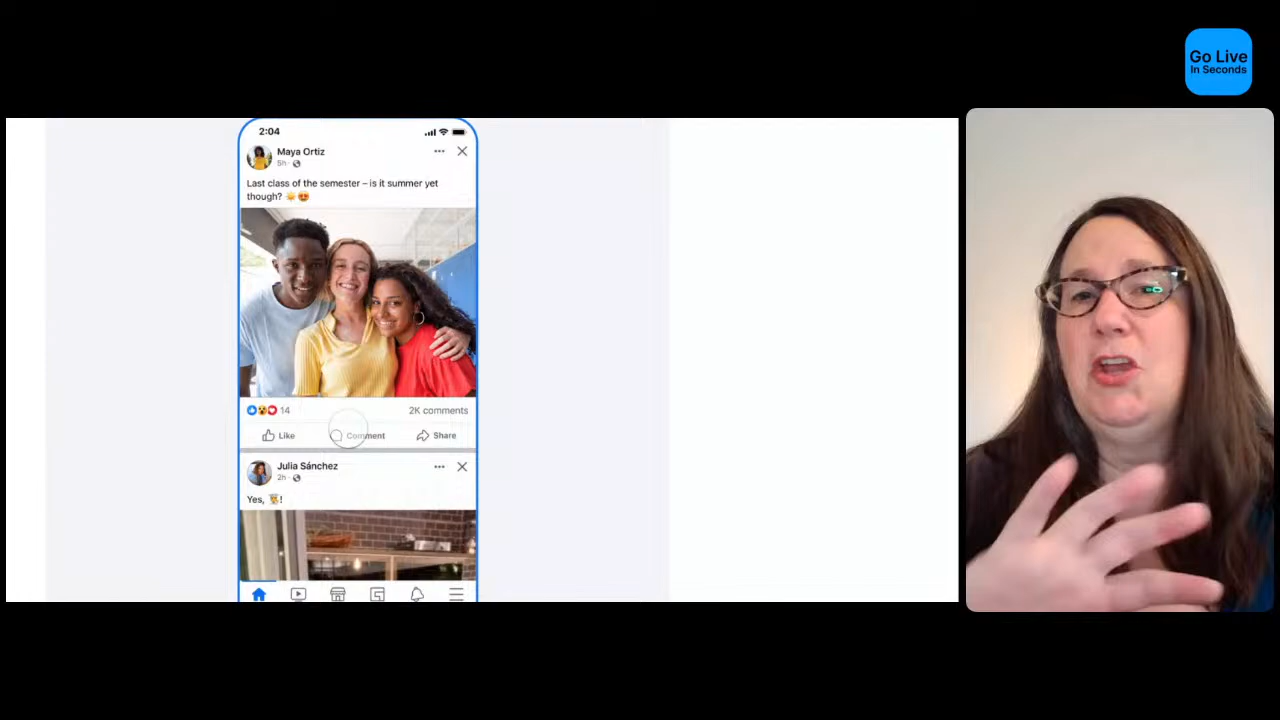 Go Live
In Seconds
2:04
Maya Ortiz
5h ·
Last class of the semester – is it summer yet
though? ☀️😍
14
2K comments
Like
Comment
Share
Julia Sánchez
2h ·
Yes, !